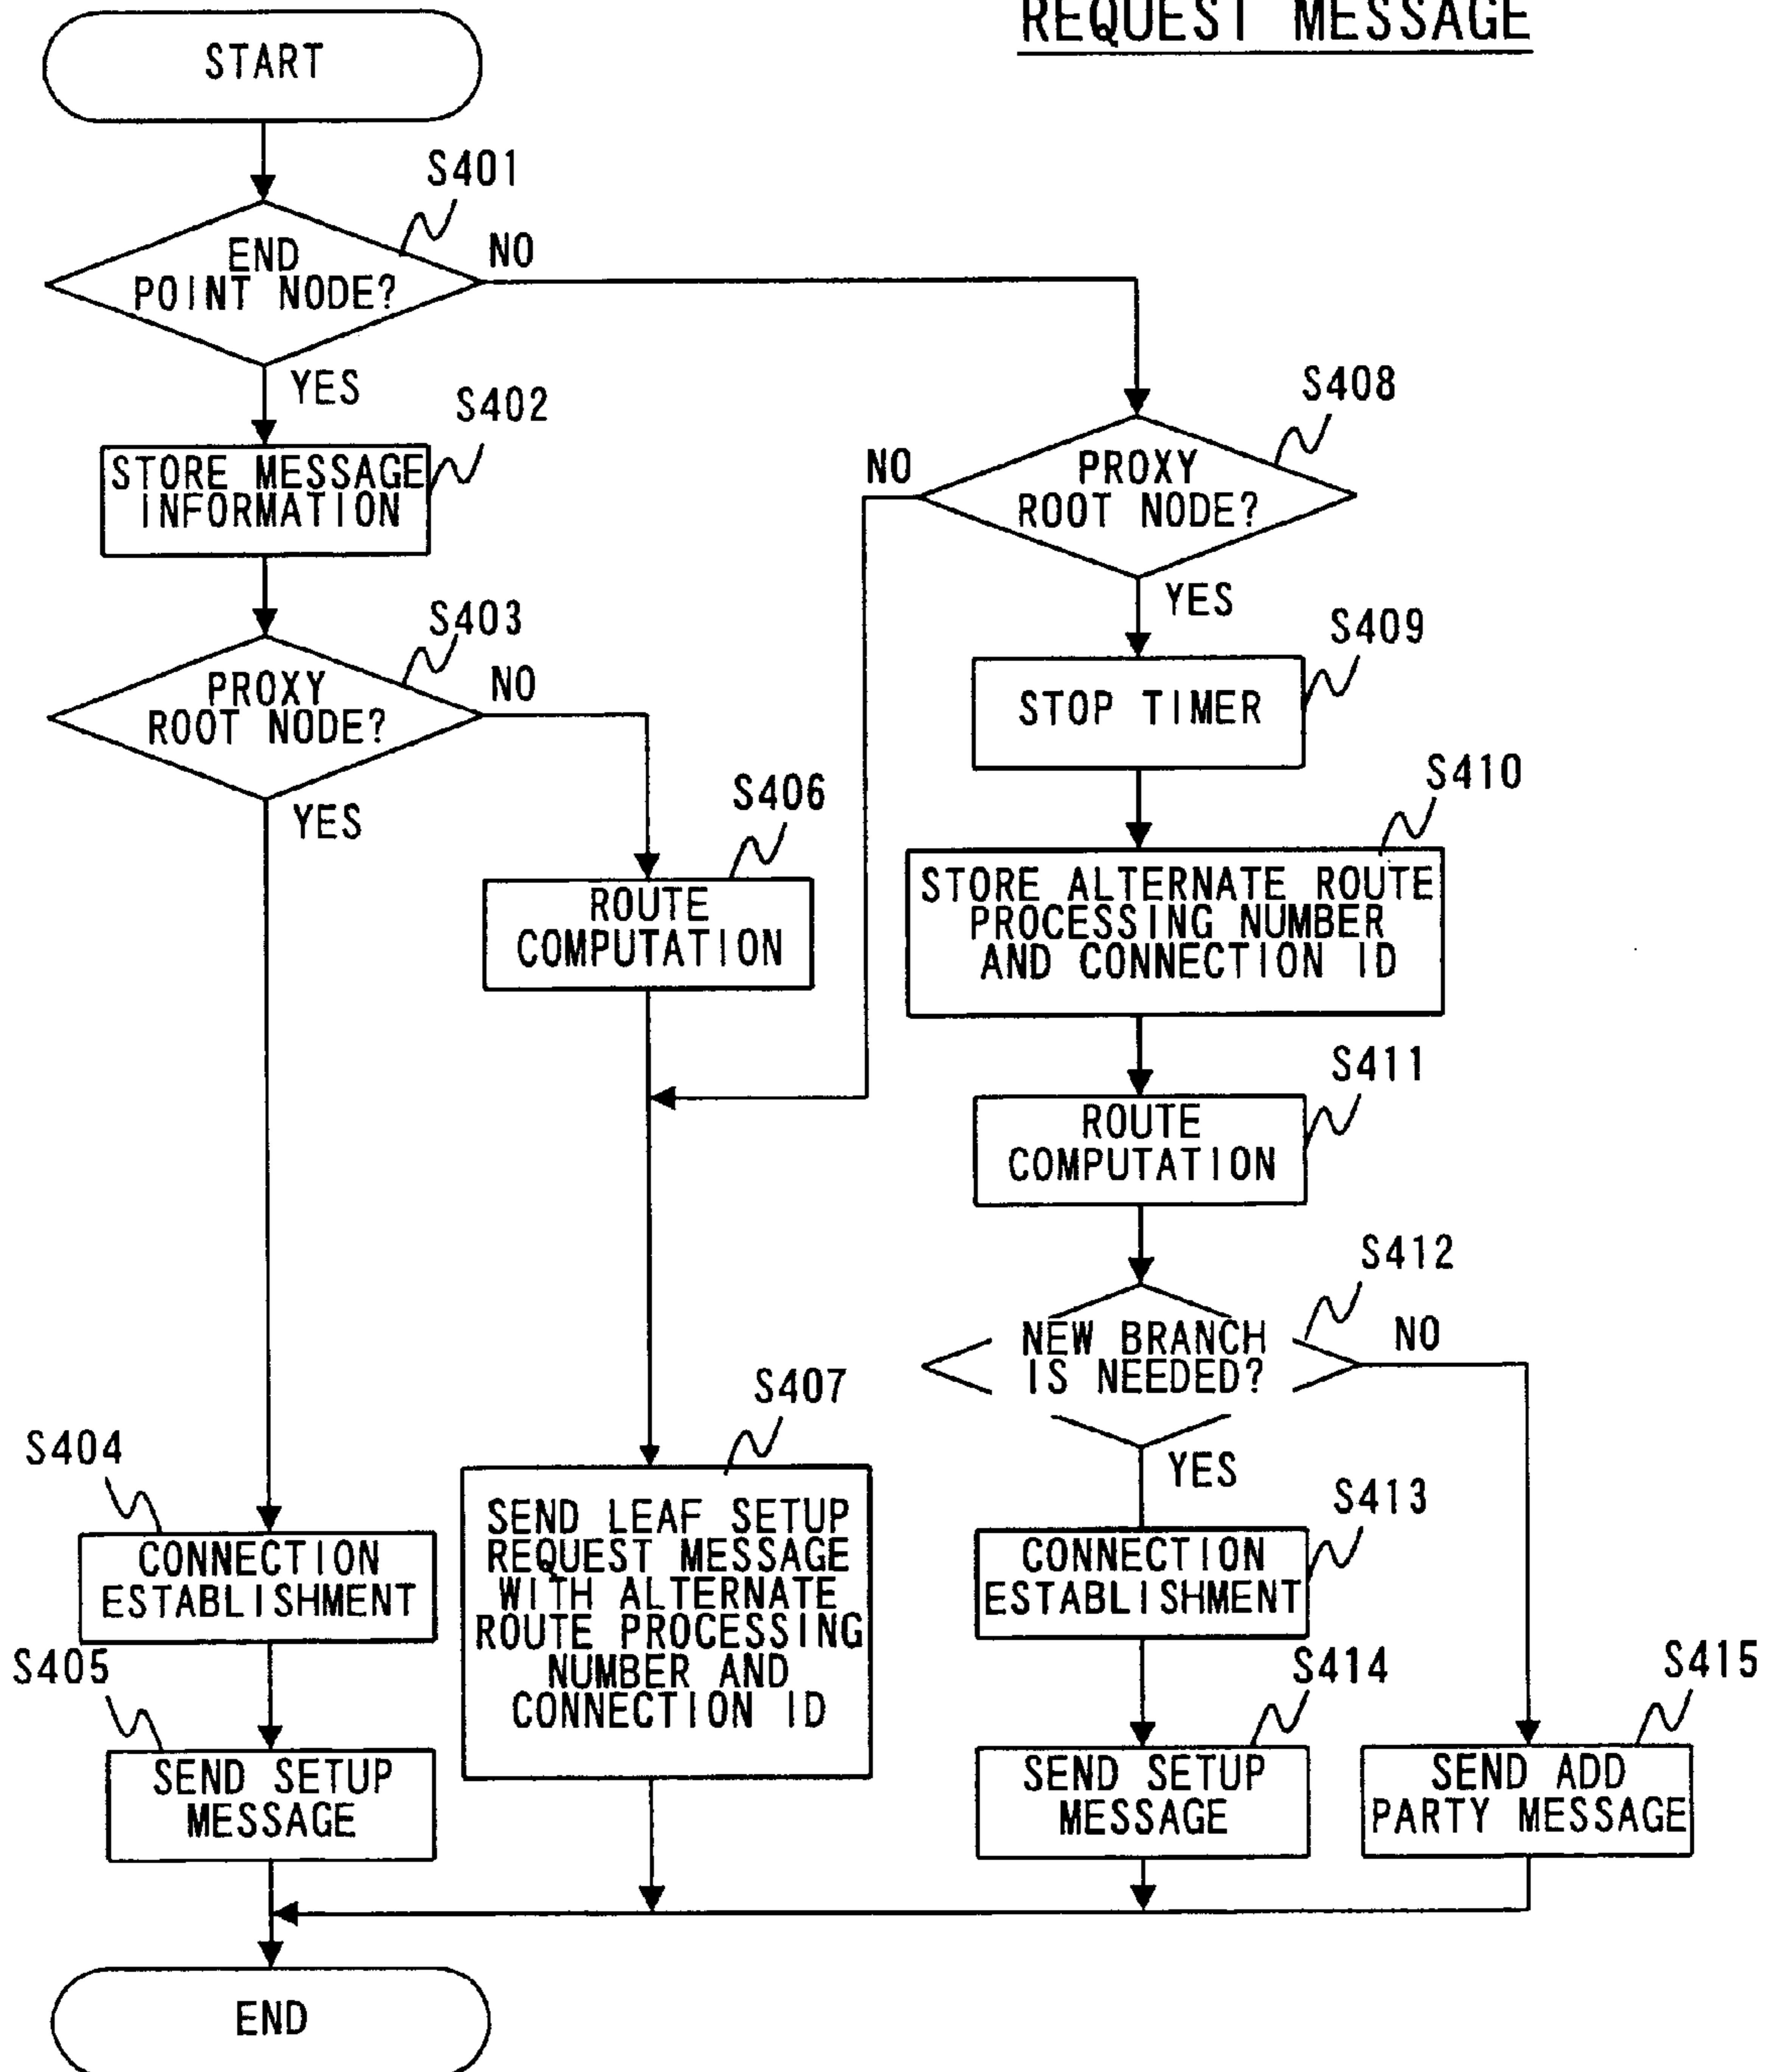 REQUEST MESSAGE
START
S401
END
POINT NODE?
NO
YES
S402
STORE MESSAGE
INFORMATION
S403
PROXY
ROOT NODE?
NO
YES
S406
ROUTE
COMPUTATION
S404
CONNECTION
ESTABLISHMENT
S405
SEND SETUP
MESSAGE
S407
SEND LEAF SETUP
REQUEST MESSAGE
WITH ALTERNATE
ROUTE PROCESSING
NUMBER AND
CONNECTION ID
S408
PROXY
ROOT NODE?
NO
YES
S409
STOP TIMER
S410
STORE ALTERNATE ROUTE
PROCESSING NUMBER
AND CONNECTION ID
S411
ROUTE
COMPUTATION
S412
NEW BRANCH
IS NEEDED?
NO
YES
S413
CONNECTION
ESTABLISHMENT
S414
SEND SETUP
MESSAGE
S415
SEND ADD
PARTY MESSAGE
END